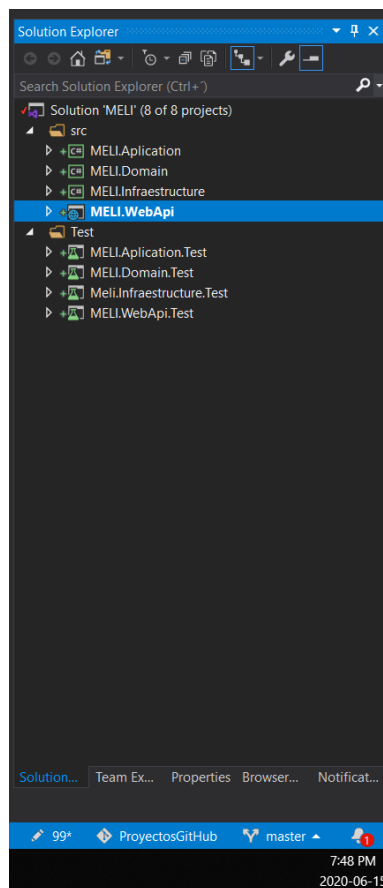 Solution Explorer
Search Solution Explorer (Ctrl+´)
Solution 'MELI' (8 of 8 projects)
src
+C# MELI.Aplication
+C# MELI.Domain
+C# MELI.Infraestructure
+ MELI.WebApi
Test
+ MELI.Aplication.Test
+ MELI.Domain.Test
+ Meli.Infraestructure.Test
+ MELI.WebApi.Test
Solution... Team Ex... Properties Browser... Notificat...
99* ProyectosGitHub master 1
7:48 PM
2020-06-15